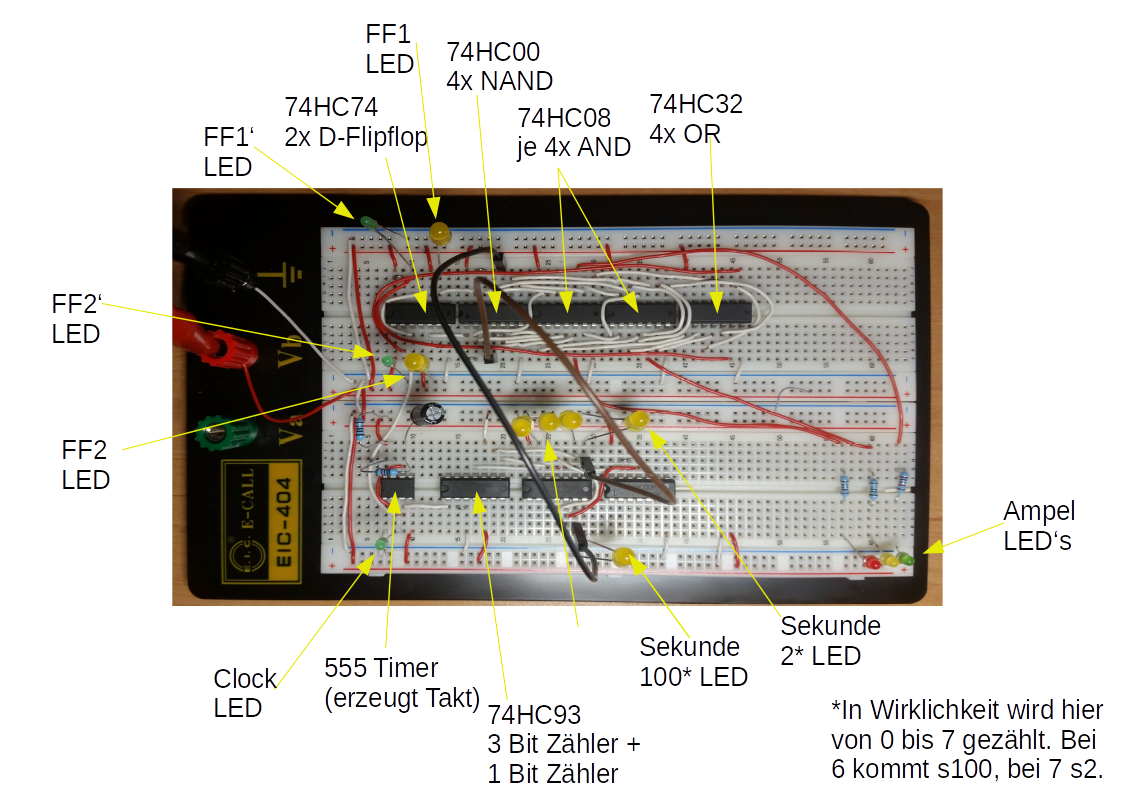 FF1
LED
74HC00
4x NAND
74HC74
2x D-Flipflop
74HC08
je 4x AND
74HC32
4x OR
FF1‘
LED
FF2‘
LED
FF2
LED
E-CALL
E.I.C.
EIC-404
Va
Ampel
LED‘s
Sekunde
2* LED
Sekunde
100* LED
Clock
LED
555 Timer
(erzeugt Takt)
74HC93
3 Bit Zähler +
1 Bit Zähler
*In Wirklichkeit wird hier
von 0 bis 7 gezählt. Bei
6 kommt s100, bei 7 s2.